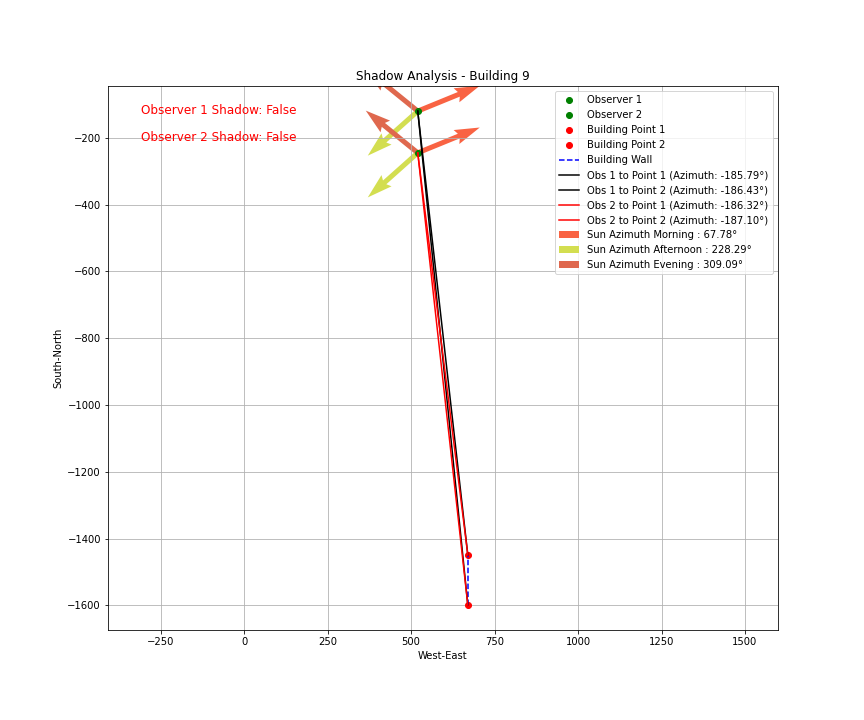 Shadow Analysis - Building 9
Observer 1 Shadow: False
Observer 2 Shadow: False
Observer 1
Observer 2
Building Point 1
Building Point 2
Building Wall
Obs 1 to Point 1 (Azimuth: -185.79°)
Obs 1 to Point 2 (Azimuth: -186.43°)
Obs 2 to Point 1 (Azimuth: -186.32°)
Obs 2 to Point 2 (Azimuth: -187.10°)
Sun Azimuth Morning : 67.78°
Sun Azimuth Afternoon : 228.29°
Sun Azimuth Evening : 309.09°
South-North
−200
−400
−600
−800
−1000
−1200
−1400
−1600
−250
0
250
500
750
1000
1250
1500
West-East